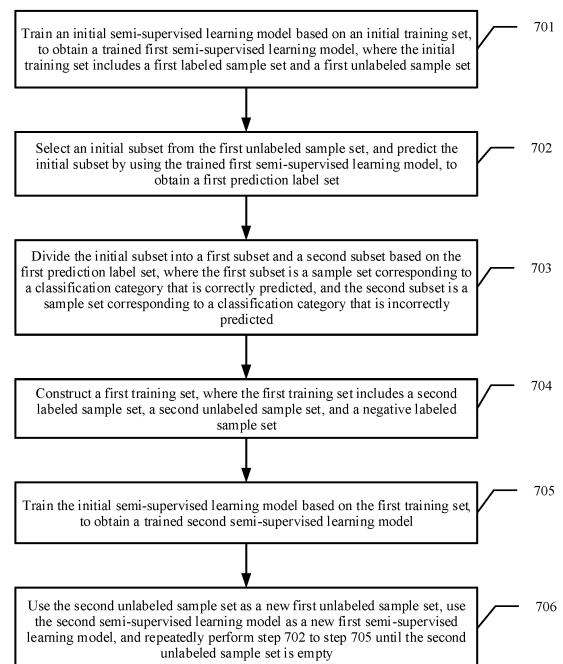 Train an initial semi-supervised learning model based on an initial training set,
to obtain a trained first semi-supervised learning model, where the initial
training set includes a first labeled sample set and a first unlabeled sample set
701
Select an initial subset from the first unlabeled sample set, and predict the
initial subset by using the trained first semi-supervised learning model, to
obtain a first prediction label set
702
Divide the initial subset into a first subset and a second subset based on the
first prediction label set, where the first subset is a sample set corresponding to
a classification category that is correctly predicted, and the second subset is a
sample set corresponding to a classification category that is incorrectly
predicted
703
Construct a first training set, where the first training set includes a second
labeled sample set, a second unlabeled sample set, and a negative labeled
sample set
704
Train the initial semi-supervised learning model based on the first training set,
to obtain a trained second semi-supervised learning model
705
Use the second unlabeled sample set as a new first unlabeled sample set, use
the second semi-supervised learning model as a new first semi-supervised
learning model, and repeatedly perform step 702 to step 705 until the second
unlabeled sample set is empty
706